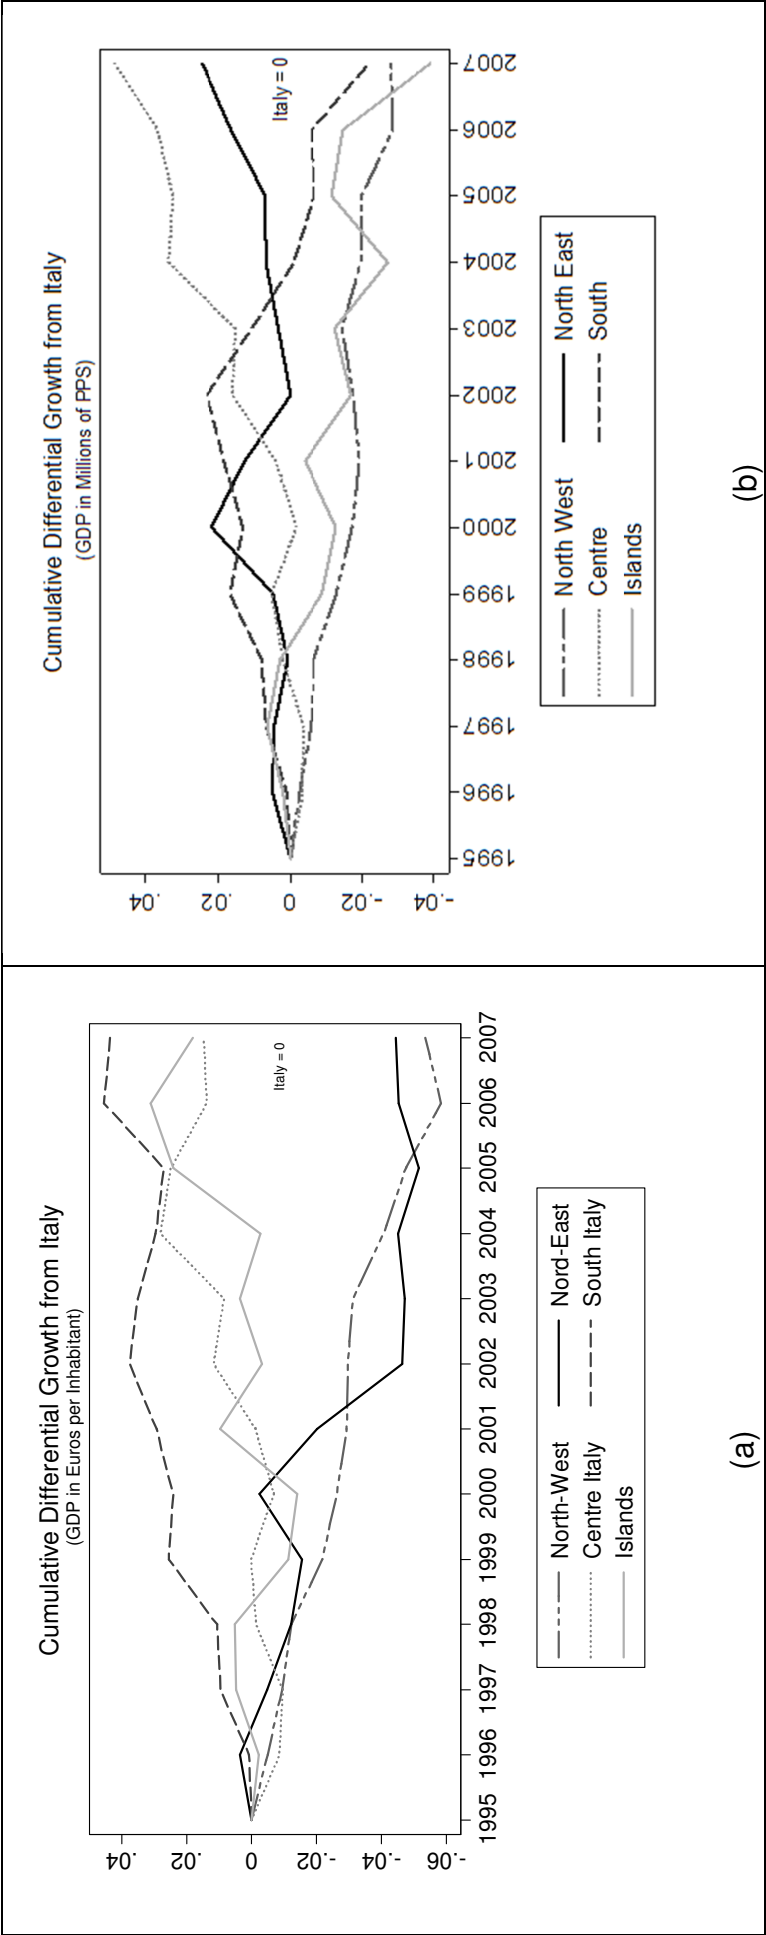 Cumulative Differential Growth from Italy
(GDP in Euros per Inhabitant)
.04
.02
0
-.02
-.04
-.06
Italy = 0
1995 1996 1997 1998 1999 2000 2001 2002 2003 2004 2005 2006 2007
North-West Nord-East
Centre Italy South Italy
Islands
(a)
Cumulative Differential Growth from Italy
(GDP in Millions of PPS)
.04
.02
0
-.02
-.04
Italy = 0
1995 1996 1997 1998 1999 2000 2001 2002 2003 2004 2005 2006 2007
North West North East
Centre South
Islands
(b)